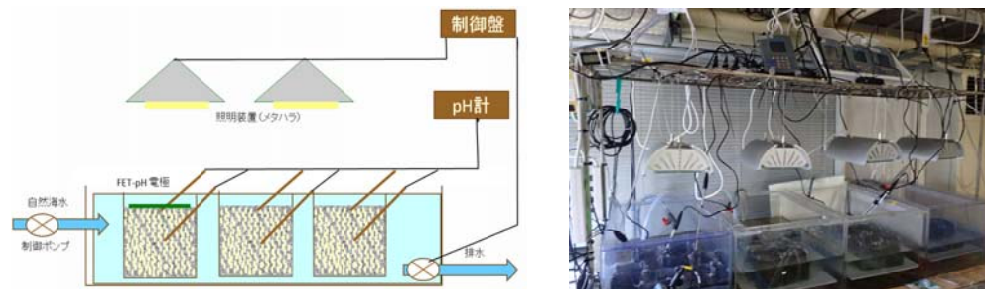 制御盤
pH計
照明装置(メタハラ)
FET-pH 電極
自然海水
制御ポンプ
排水